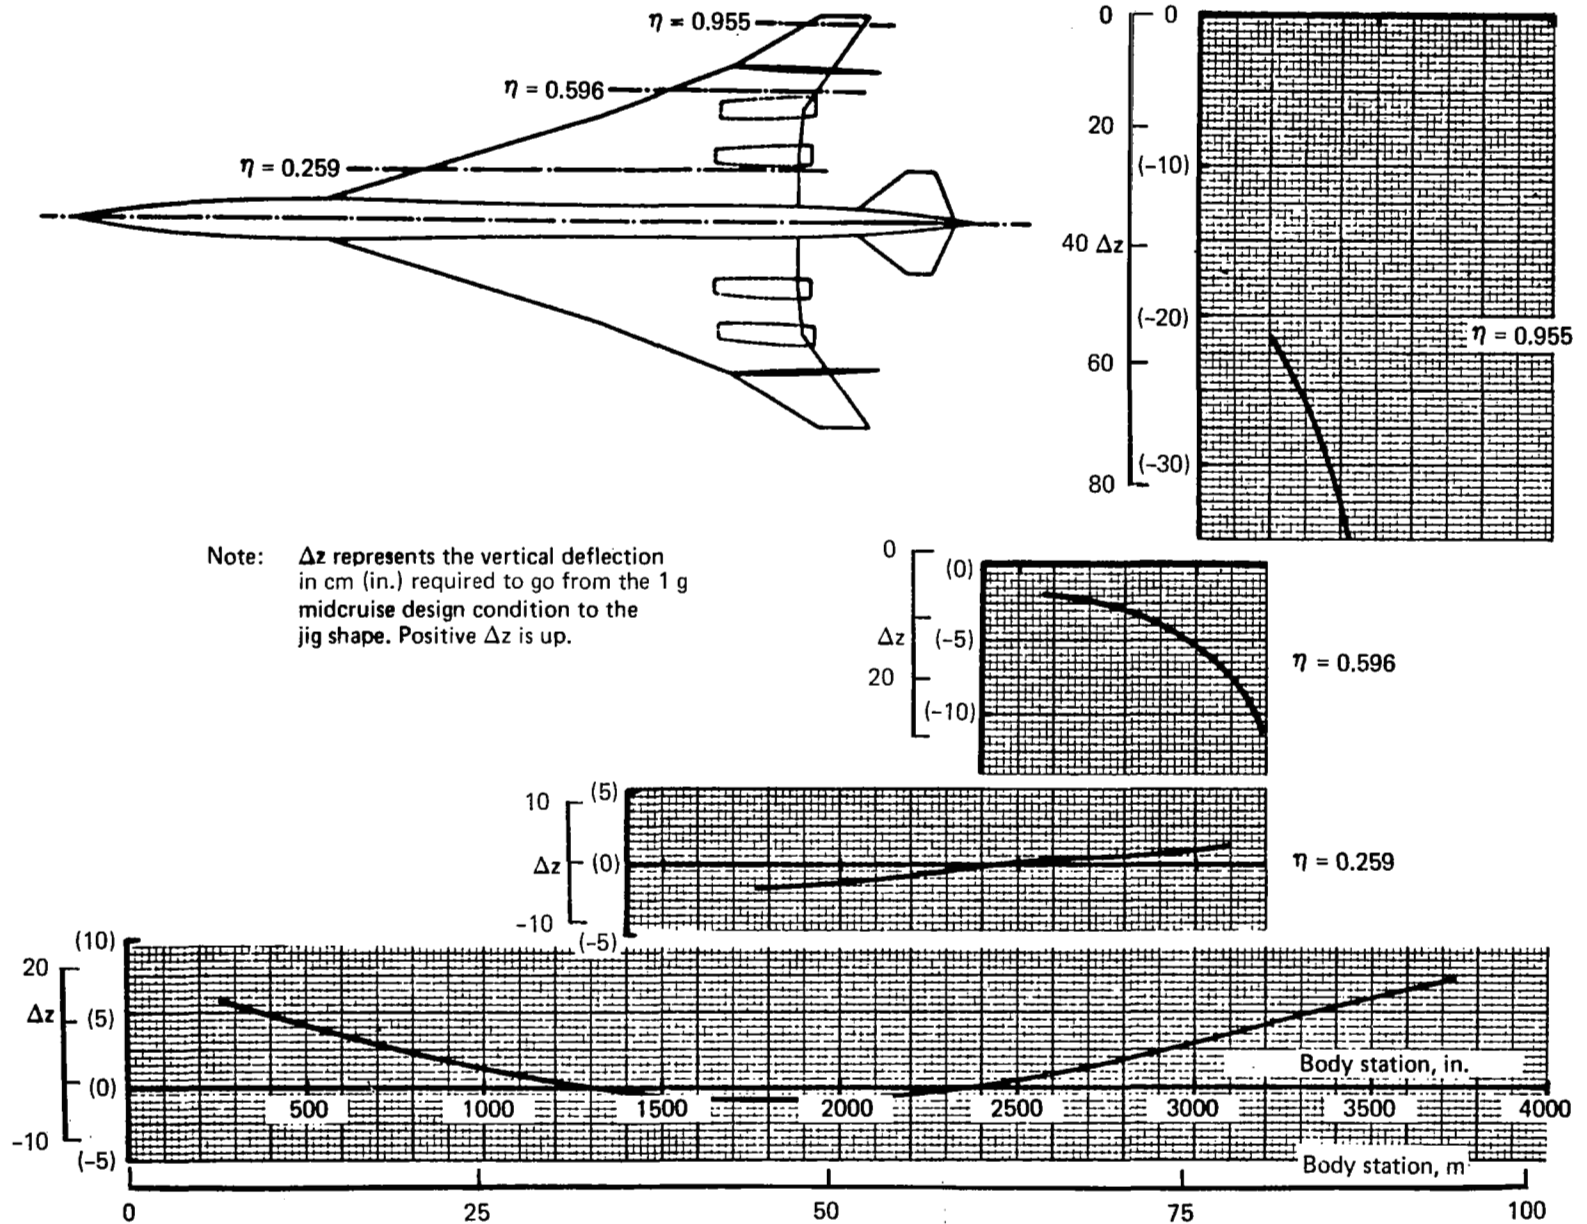 η = 0.955
η = 0.596
η = 0.259
0
0
20
(-10)
40 Δz
(-20)
η = 0.955
60
(-30)
80
Note: Δz represents the vertical deflection
in cm (in.) required to go from the 1 g
midcruise design condition to the
jig shape. Positive Δz is up.
0
(0)
Δz
(-5)
η = 0.596
20
(-10)
10
(5)
Δz
(0)
η = 0.259
-10
(-5)
(10)
20
Δz
(5)
Body station, in.
(0)
500 1000 1500 2000 2500 3000 3500 4000
-10
(-5)
Body station, m
0 25 50 75 100